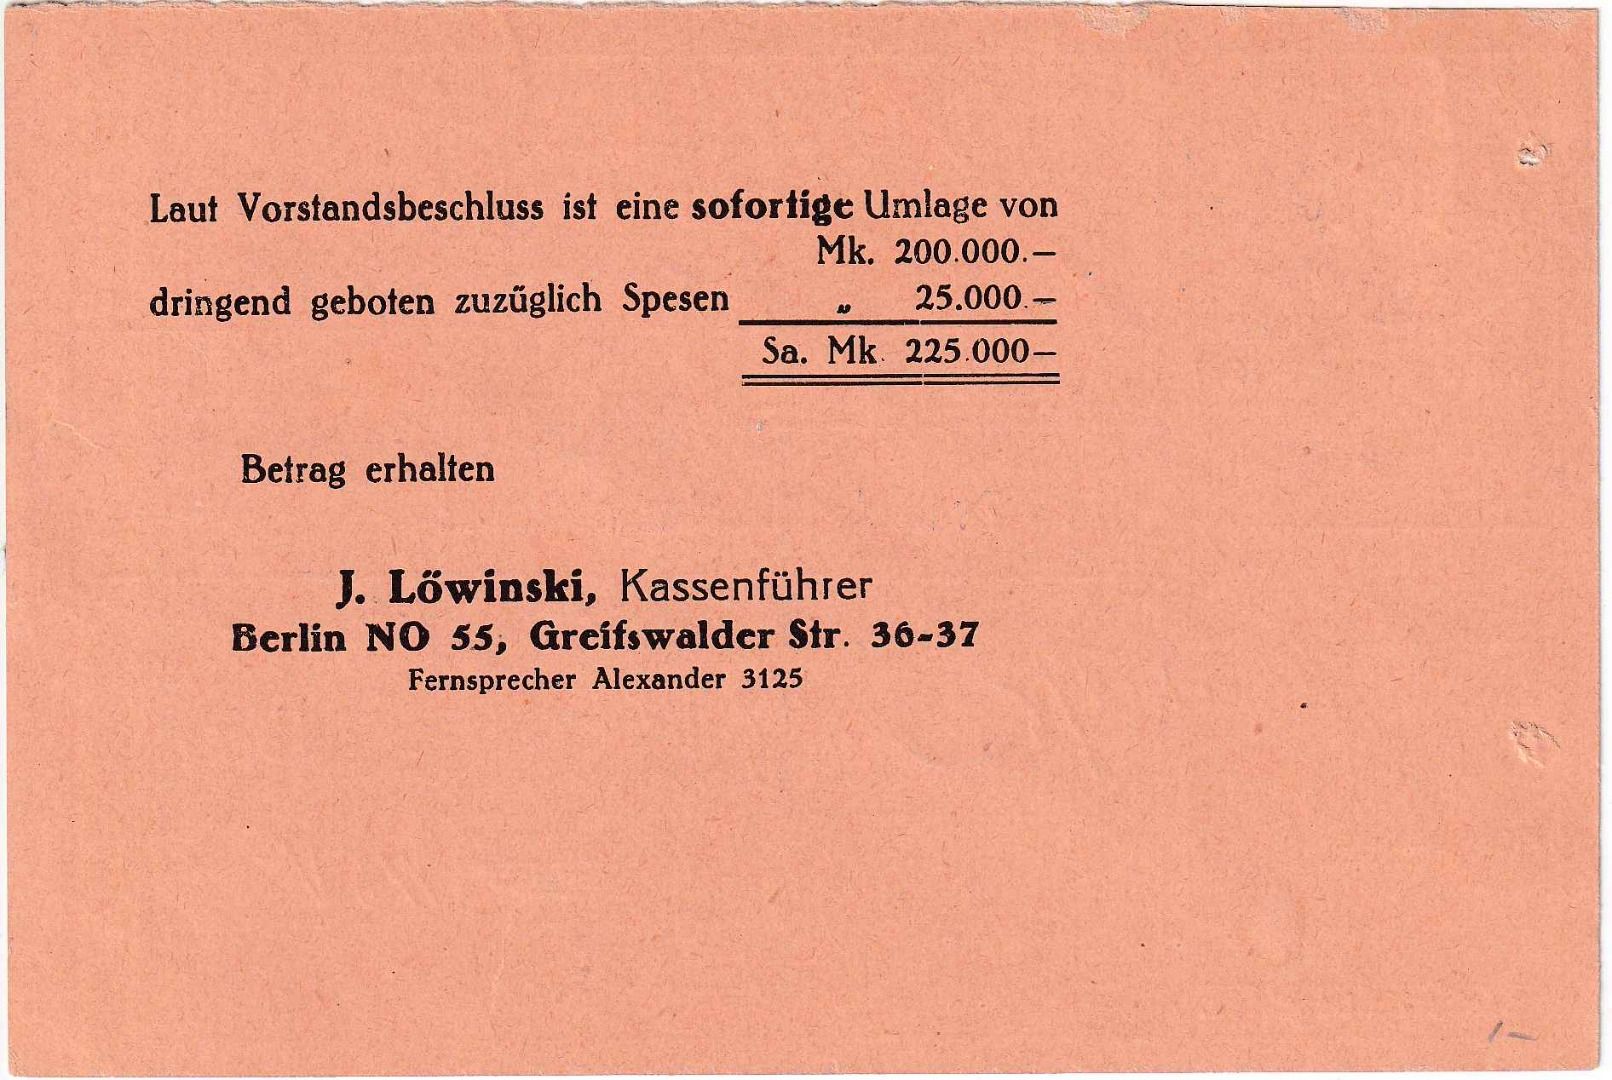 Laut Vorstandsbeschluss ist eine sofortige Umlage von
Mk. 200.000.—
dringend geboten zuzüglich Spesen „ 25.000.—
Sa. Mk. 225.000—
Betrag erhalten
J. Löwinski, Kassenführer
Berlin NO 55, Greifswalder Str. 36-37
Fernsprecher Alexander 3125
/—